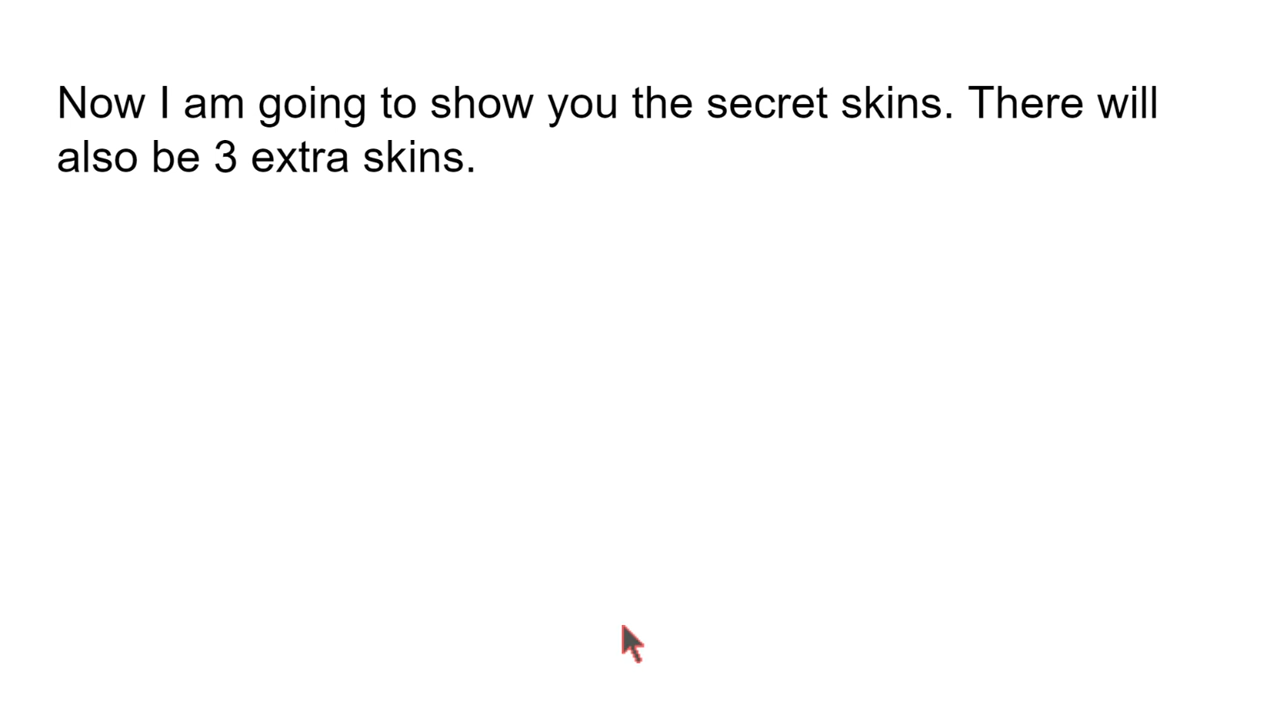 Now I am going to show you the secret skins. There will
also be 3 extra skins.